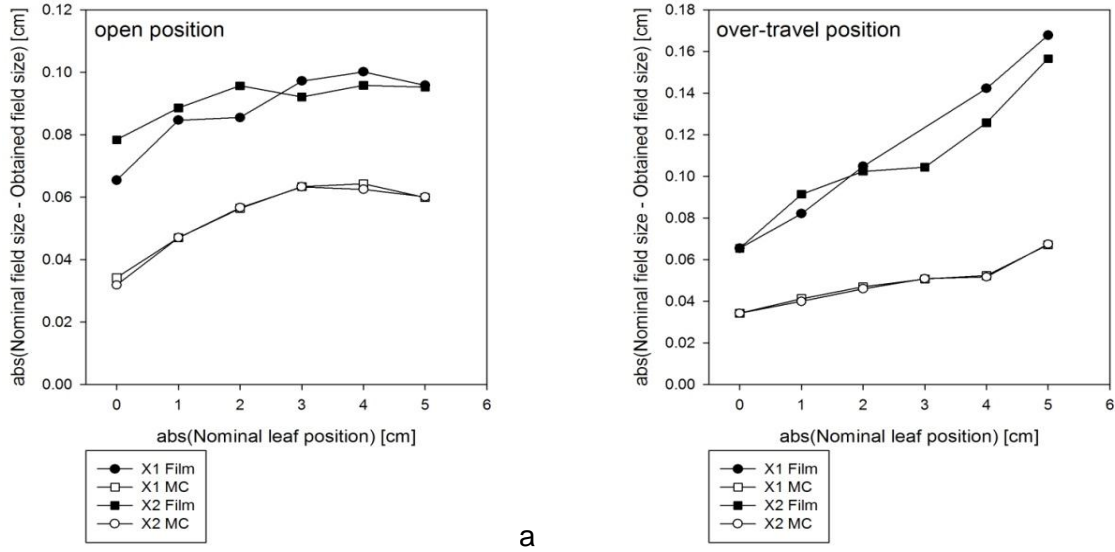 open position
abs(Nominal field size - Obtained field size) [cm]
0.12
0.10
0.08
0.06
0.04
0.02
0.00
0 1 2 3 4 5 6
abs(Nominal leaf position) [cm]
X1 Film
X1 MC
X2 Film
X2 MC
a
over-travel position
abs(Nominal field size - Obtained field size) [cm]
0.18
0.16
0.14
0.12
0.10
0.08
0.06
0.04
0.02
0.00
0 1 2 3 4 5 6
abs(Nominal leaf position) [cm]
X1 Film
X1 MC
X2 Film
X2 MC